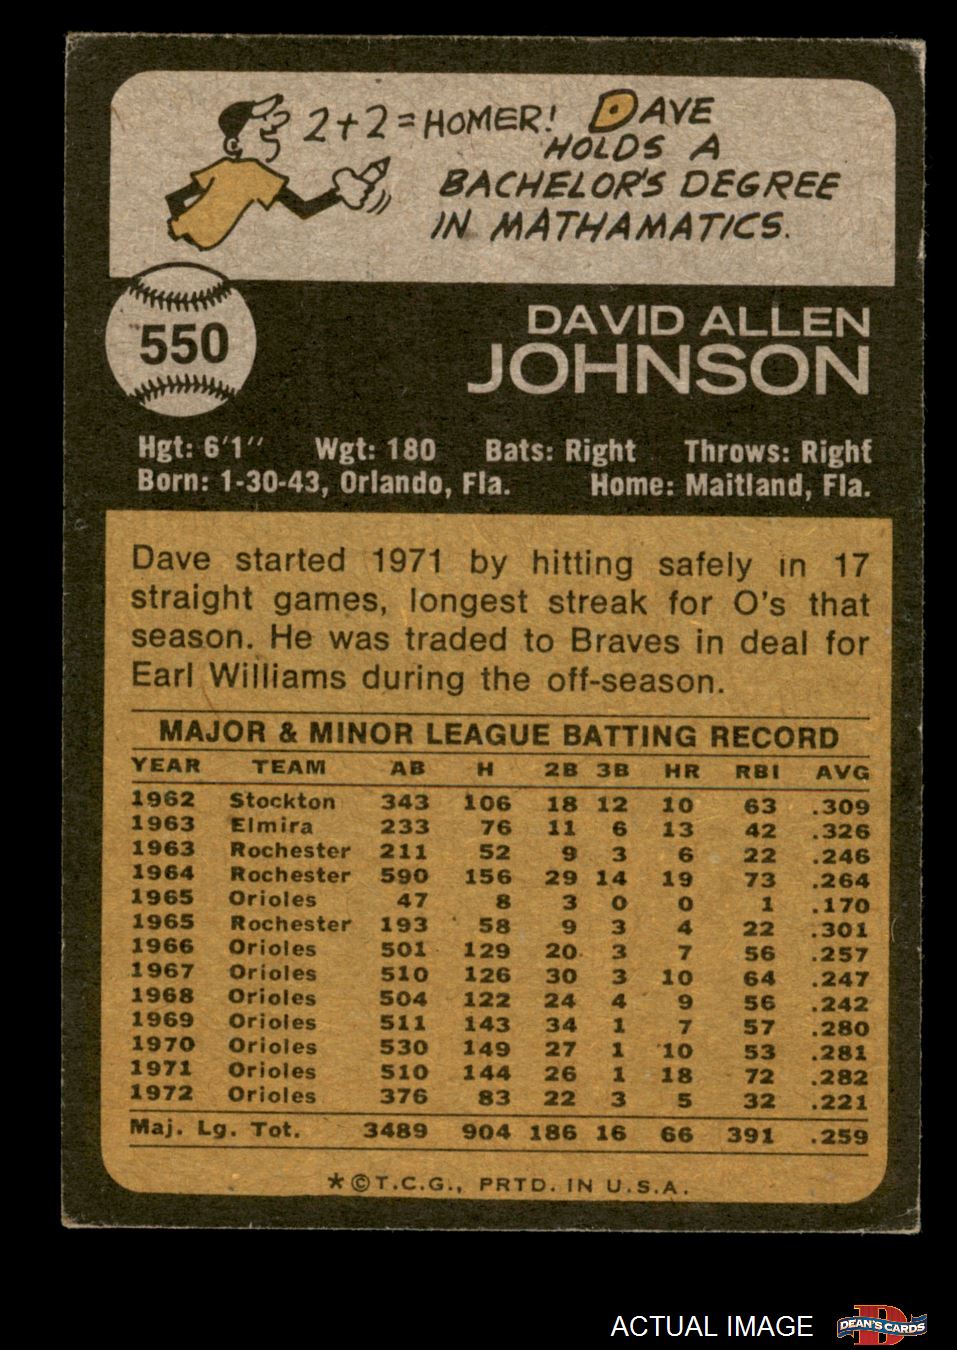 2+2=HOMER! DAVE
HOLDS A
BACHELOR'S DEGREE
IN MATHAMATICS.
550
DAVID ALLEN
JOHNSON
Hgt: 6'1" Wgt: 180 Bats: Right Throws: Right
Born: 1-30-43, Orlando, Fla. Home: Maitland, Fla.
Dave started 1971 by hitting safely in 17
straight games, longest streak for O's that
season. He was traded to Braves in deal for
Earl Williams during the off-season.
MAJOR & MINOR LEAGUE BATTING RECORD
YEAR TEAM AB H 2B 3B HR RBI AVG
1962 Stockton 343 106 18 12 10 63 .309
1963 Elmira 233 76 11 6 13 42 .326
1963 Rochester 211 52 9 3 6 22 .246
1964 Rochester 590 156 29 14 19 73 .264
1965 Orioles 47 8 3 0 0 1 .170
1965 Rochester 193 58 9 3 4 22 .301
1966 Orioles 501 129 20 3 7 56 .257
1967 Orioles 510 126 30 3 10 64 .247
1968 Orioles 504 122 24 4 9 56 .242
1969 Orioles 511 143 34 1 7 57 .280
1970 Orioles 530 149 27 1 10 53 .281
1971 Orioles 510 144 26 1 18 72 .282
1972 Orioles 376 83 22 3 5 32 .221
Maj. Lg. Tot. 3489 904 186 16 66 391 .259
*©T.C.G., PRTD. IN U.S.A.
ACTUAL IMAGE
DEAN'S CARDS